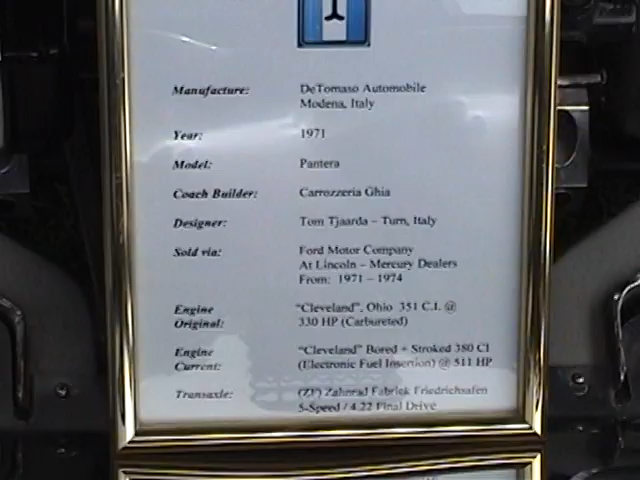 Manufacture: DeTomaso Automobile
Modena, Italy
Year: 1971
Model: Pantera
Coach Builder: Carrozzeria Ghia
Designer: Tom Tjaarda – Turn, Italy
Sold via: Ford Motor Company
At Lincoln – Mercury Dealers
From: 1971 – 1974
Engine "Cleveland", Ohio 351 C.I. @
Original: 330 HP (Carbureted)
Engine "Cleveland" Bored + Stroked 380 CI
Current: (Electronic Fuel Insertion) @ 511 HP
Transaxle: (ZF) Zahnrad Fabriek Friedrichsafen
5-Speed / 4.22 Final Drive